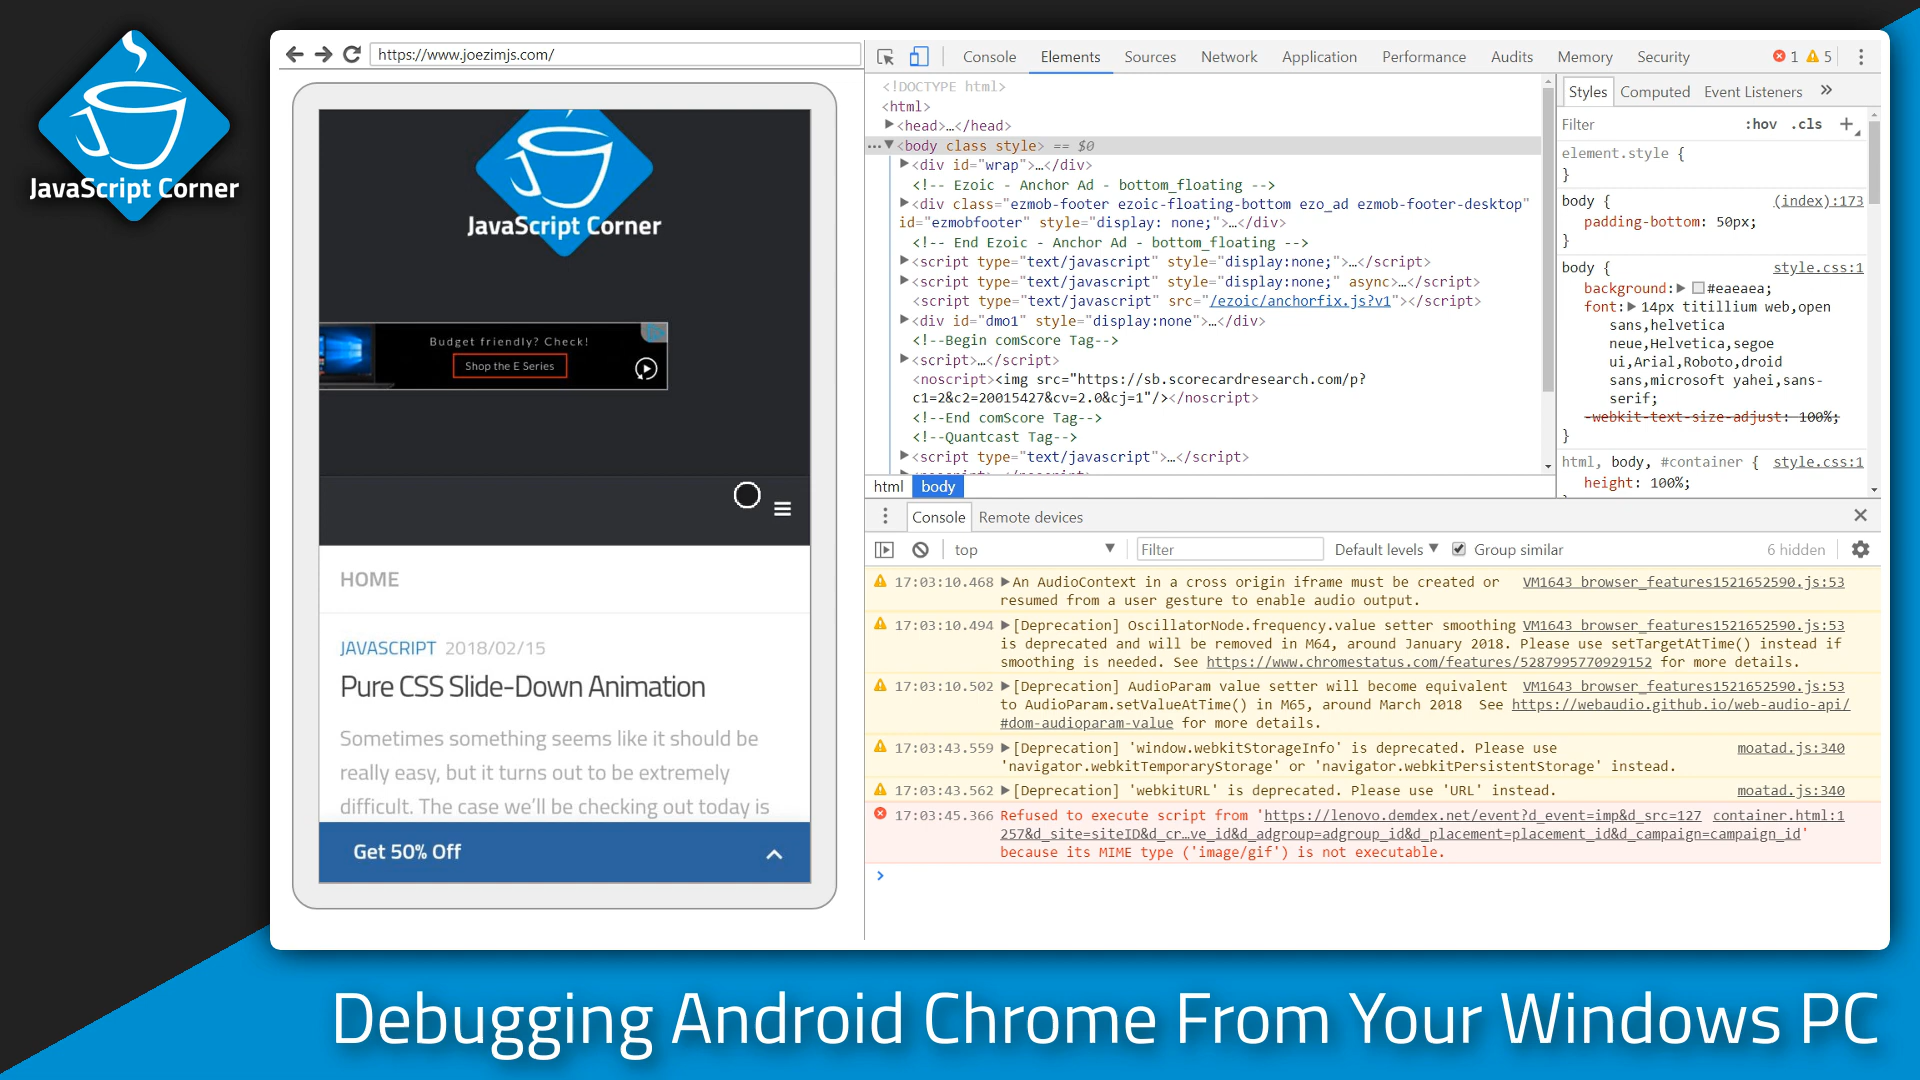 JavaScript Corner
https://www.joezimjs.com/
JavaScript Corner
Budget friendly? Check!
Shop the E Series
HOME
JAVASCRIPT 2018/02/15
Pure CSS Slide-Down Animation
Sometimes something seems like it should be
really easy, but it turns out to be extremely
difficult. The case we'll be checking out today is
Get 50% Off
Console Elements Sources Network Application Performance Audits Memory Security 1 5
<!DOCTYPE html>
<html>
<head>…</head>
…<body class style> == $0
<div id="wrap">…</div>
<!-- Ezoic - Anchor Ad - bottom_floating -->
<div class="ezmob-footer ezoic-floating-bottom ezo_ad ezmob-footer-desktop"
id="ezmobfooter" style="display: none;">…</div>
<!-- End Ezoic - Anchor Ad - bottom_floating -->
<script type="text/javascript" style="display:none;">…</script>
<script type="text/javascript" style="display:none;" async>…</script>
<script type="text/javascript" src="/ezoic/anchorfix.js?v1"></script>
<div id="dmo1" style="display:none">…</div>
<!--Begin comScore Tag-->
<script>…</script>
<noscript><img src="https://sb.scorecardresearch.com/p?
c1=2&c2=20015427&cv=2.0&cj=1"/></noscript>
<!--End comScore Tag-->
<!--Quantcast Tag-->
<script type="text/javascript">…</script>
html body
Styles Computed Event Listeners »
Filter :hov .cls +
element.style {
}
body { (index):173
padding-bottom: 50px;
}
body { style.css:1
background: #eaeaea;
font: 14px titillium web,open
sans,helvetica
neue,Helvetica,segoe
ui,Arial,Roboto,droid
sans,microsoft yahei,sans-
serif;
-webkit-text-size-adjust: 100%;
}
html, body, #container { style.css:1
height: 100%;
Console Remote devices
top Filter Default levels Group similar 6 hidden
17:03:10.468 An AudioContext in a cross origin iframe must be created or VM1643 browser_features1521652590.js:53
resumed from a user gesture to enable audio output.
17:03:10.494 [Deprecation] OscillatorNode.frequency.value setter smoothing VM1643 browser_features1521652590.js:53
is deprecated and will be removed in M64, around January 2018. Please use setTargetAtTime() instead if
smoothing is needed. See https://www.chromestatus.com/features/5287995770929152 for more details.
17:03:10.502 [Deprecation] AudioParam value setter will become equivalent VM1643 browser_features1521652590.js:53
to AudioParam.setValueAtTime() in M65, around March 2018 See https://webaudio.github.io/web-audio-api/
#dom-audioparam-value for more details.
17:03:43.559 [Deprecation] 'window.webkitStorageInfo' is deprecated. Please use moatad.js:340
'navigator.webkitTemporaryStorage' or 'navigator.webkitPersistentStorage' instead.
17:03:43.562 [Deprecation] 'webkitURL' is deprecated. Please use 'URL' instead. moatad.js:340
17:03:45.366 Refused to execute script from 'https://lenovo.demdex.net/event?d_event=imp&d_src=127 container.html:1
257&d_site=siteID&d_cr…ve_id&d_adgroup=adgroup_id&d_placement=placement_id&d_campaign=campaign_id'
because its MIME type ('image/gif') is not executable.
Debugging Android Chrome From Your Windows PC